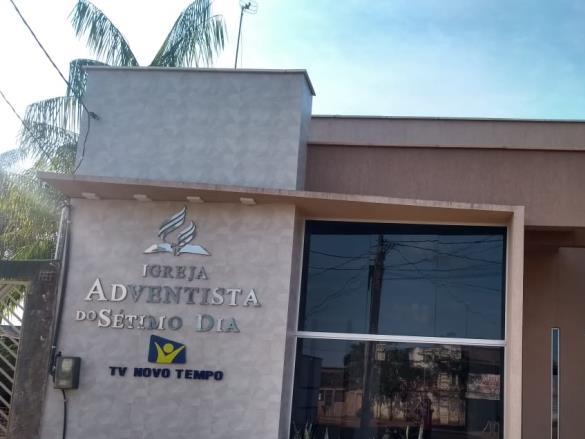 IGREJA
ADVENTISTA
DO SÉTIMO DIA
TV NOVO TEMPO